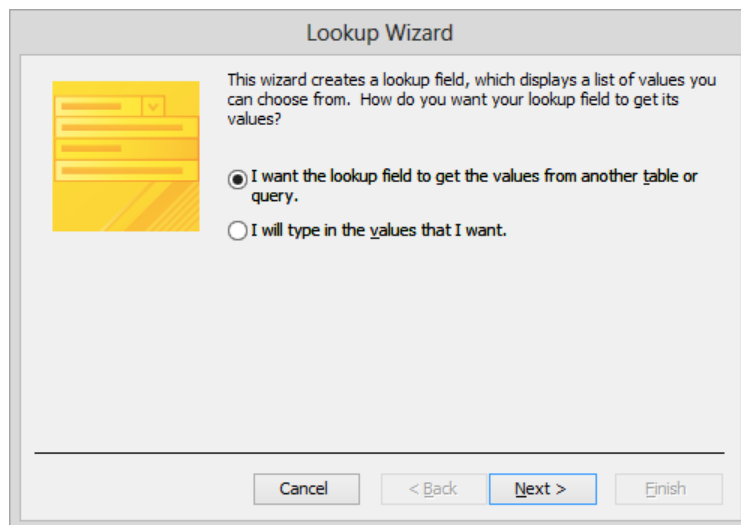 Lookup Wizard
This wizard creates a lookup field, which displays a list of values you
can choose from.  How do you want your lookup field to get its
values?
I want the lookup field to get the values from another table or
query.
I will type in the values that I want.
Cancel
< Back
Next >
Finish